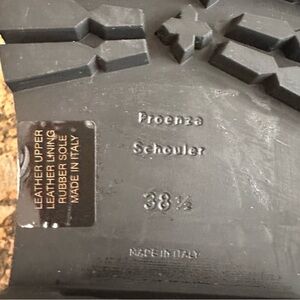 Proenza
Schouler
38½
MADE IN ITALY
LEATHER UPPER
LEATHER LINING
RUBBER SOLE
MADE IN ITALY